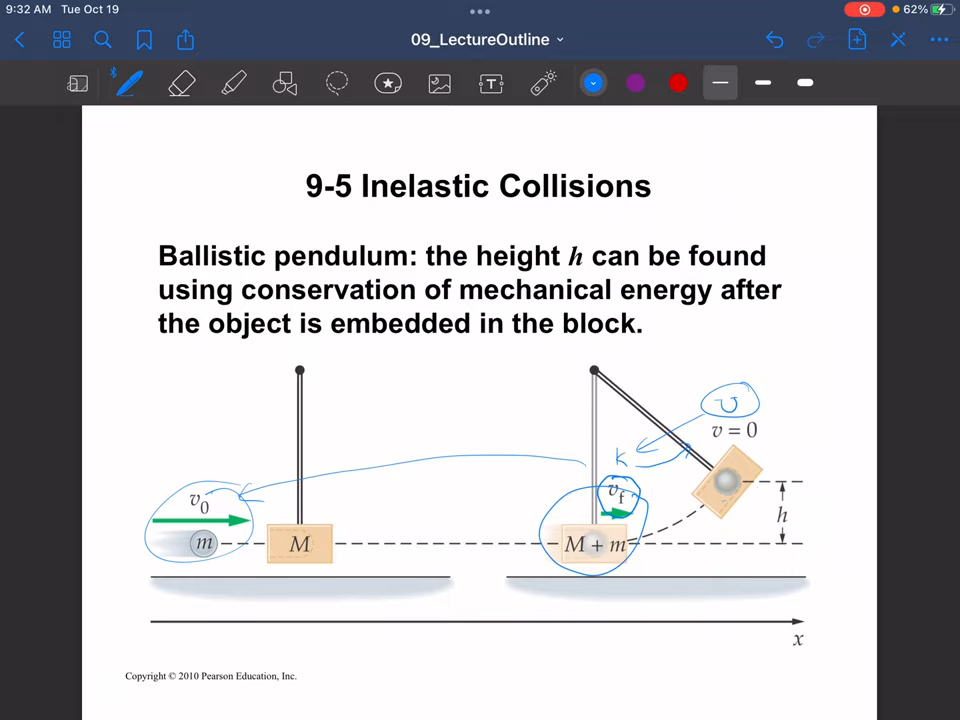 9:32 AM Tue Oct 19
62%
09_LectureOutline
9-5 Inelastic Collisions
Ballistic pendulum: the height h can be found
using conservation of mechanical energy after
the object is embedded in the block.
U
v = 0
K
v₀
v_f
h
m
M
M + m
x
Copyright © 2010 Pearson Education, Inc.